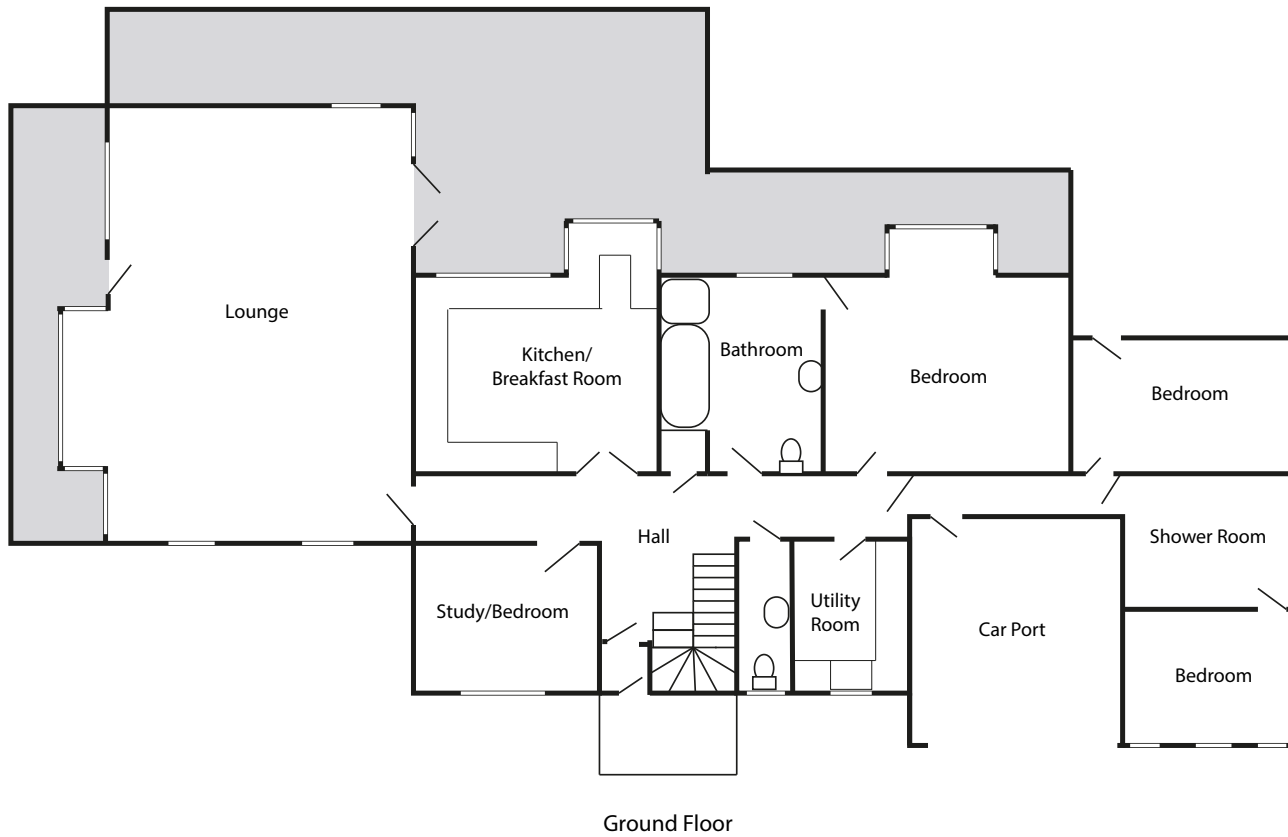 Lounge
Kitchen/
Breakfast Room
Bathroom
Bedroom
Bedroom
Hall
Shower Room
Study/Bedroom
Utility
Room
Car Port
Bedroom
Ground Floor